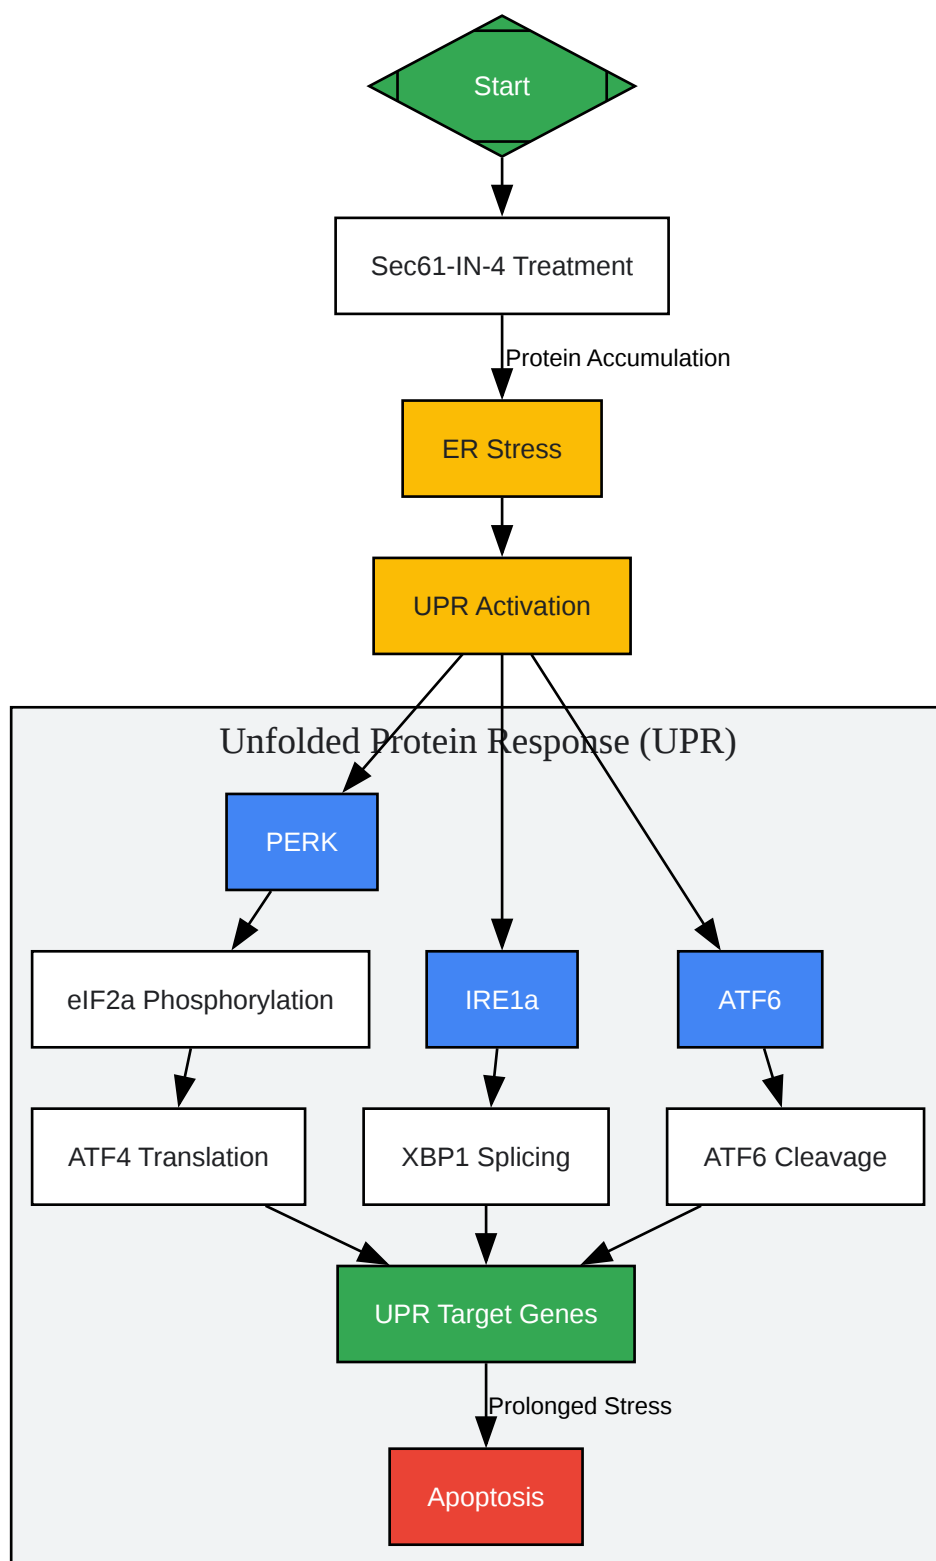 Start
Sec61-IN-4 Treatment
Protein Accumulation
ER Stress
UPR Activation
Unfolded Protein Response (UPR)
PERK
eIF2a Phosphorylation
IRE1a
ATF6
ATF4 Translation
XBP1 Splicing
ATF6 Cleavage
UPR Target Genes
Prolonged Stress
Apoptosis